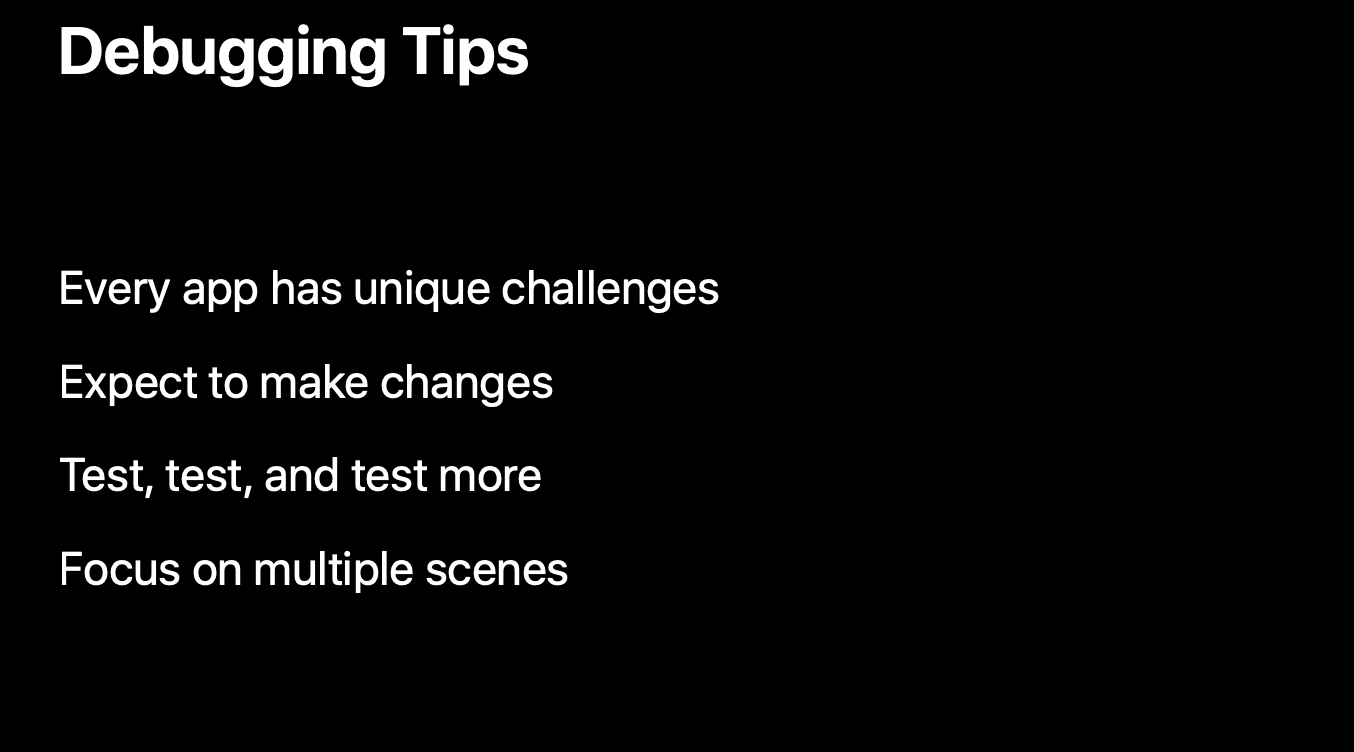 Debugging Tips
Every app has unique challenges
Expect to make changes
Test, test, and test more
Focus on multiple scenes